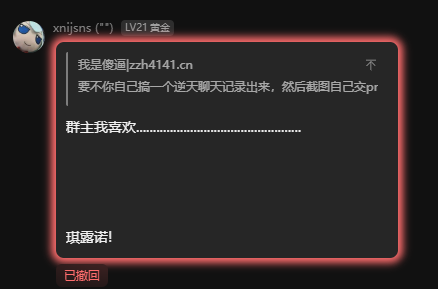 xnijsns (**) LV21 黄金
我是傻逼|zzh4141.cn
要不你自己搞一个逆天聊天记录出来，然后截图自己交pr
群主我喜欢................................................
琪露诺！
已撤回